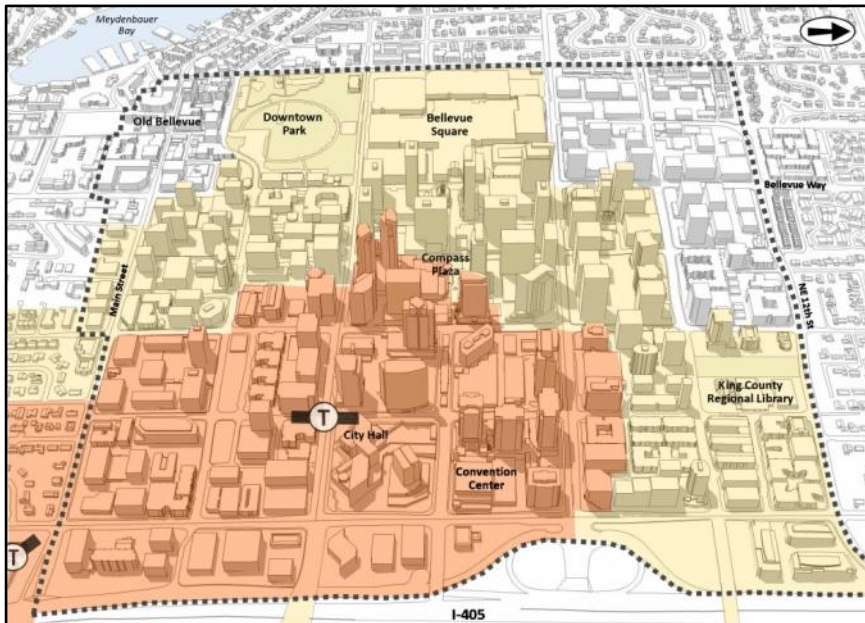 Meydenbauer
Bay
Old Bellevue
Downtown
Park
Bellevue
Square
Bellevue Way
Compass
Plaza
Main Street
NE 12th St
King County
Regional Library
T
City Hall
Convention
Center
T
I-405